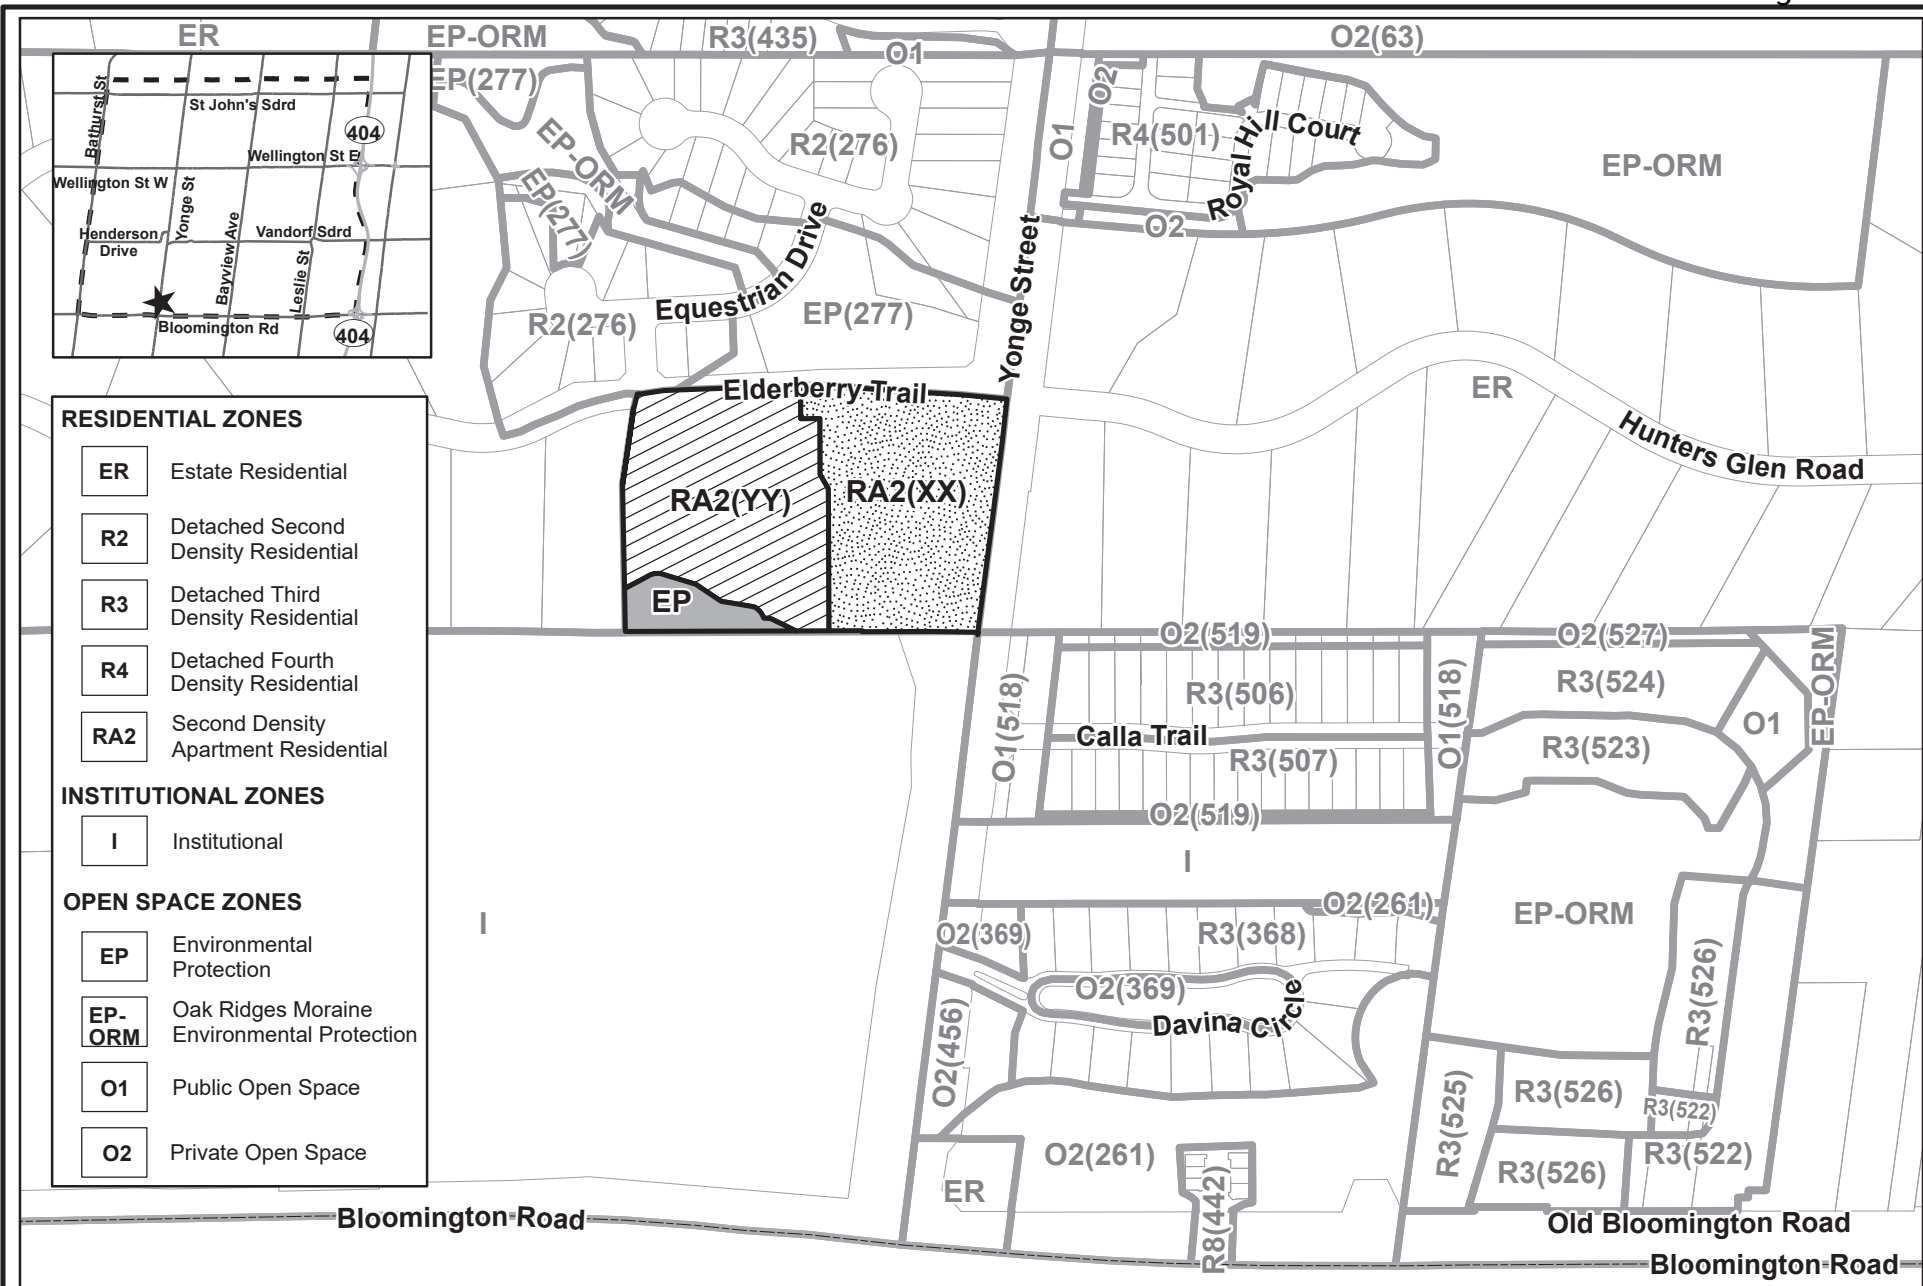 ER
EP-ORM
R3(435)
O1
O2(63)
EP(277)
EP-ORM
EP(277)
R2(276)
R2(276)
Equestrian Drive
EP(277)
O1
O2
R4(501)
Royal Hill Court
O2
EP-ORM
Yonge Street
ER
Hunters Glen Road
Elderberry Trail
RA2(YY)
RA2(XX)
EP
Bathurst St
St John's Sdrd
404
Wellington St E
Wellington St W
Yonge St
Henderson
Drive
Bayview Ave
Vandorf Sdrd
Leslie St
Bloomington Rd
404
RESIDENTIAL ZONES
ER
Estate Residential
R2
Detached Second
Density Residential
R3
Detached Third
Density Residential
R4
Detached Fourth
Density Residential
RA2
Second Density
Apartment Residential
INSTITUTIONAL ZONES
I
Institutional
OPEN SPACE ZONES
EP
Environmental
Protection
EP-
ORM
Oak Ridges Moraine
Environmental Protection
O1
Public Open Space
O2
Private Open Space
I
O2(519)
O2(527)
EP-ORM
O1(518)
R3(506)
O1(518)
R3(524)
O1
Calla Trail
R3(507)
R3(523)
O2(519)
I
O2(261)
EP-ORM
O2(369)
R3(368)
O2(369)
Davina Circle
R3(526)
O2(456)
R3(525)
R3(526)
R3(522)
O2(261)
R3(526)
R3(522)
ER
R8(442)
Bloomington Road
Old Bloomington Road
Bloomington Road